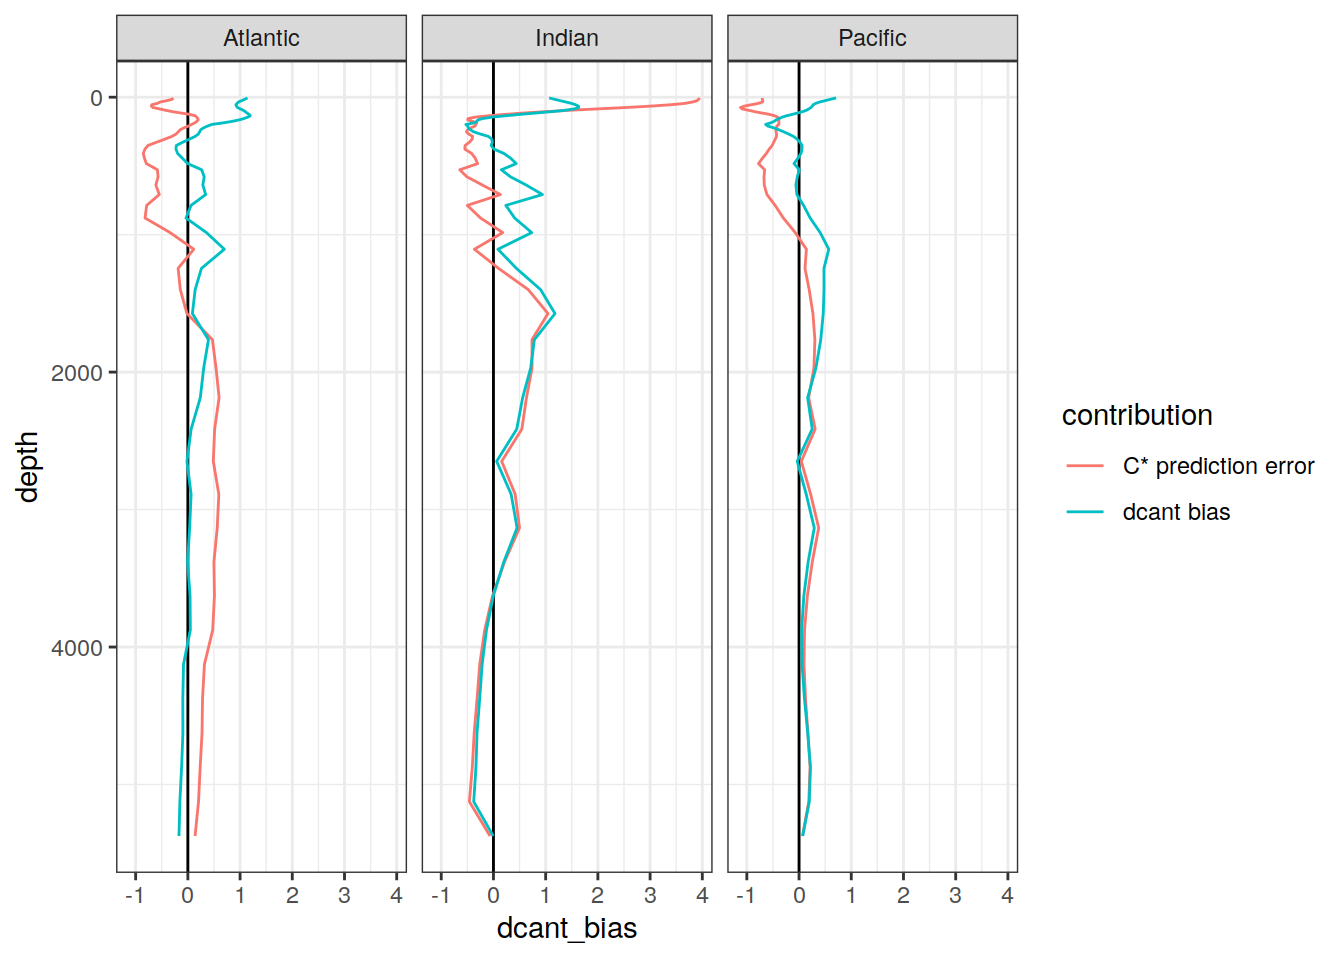 Atlantic Indian Pacific
0
2000
4000
depth
-1 0 1 2 3 4 -1 0 1 2 3 4 -1 0 1 2 3 4
dcant_bias
contribution
C* prediction error
dcant bias